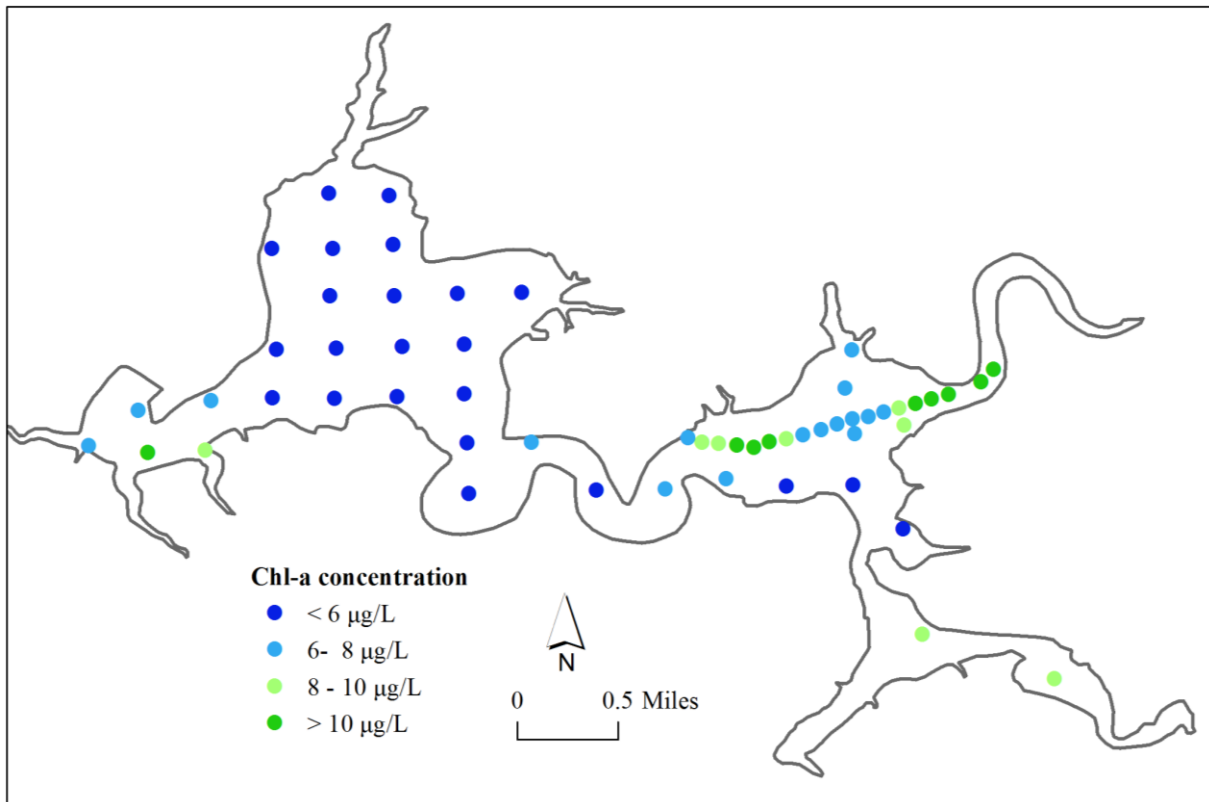 Chl-a concentration
< 6 µg/L
6- 8 µg/L
8 - 10 µg/L
> 10 µg/L
N
0 0.5 Miles